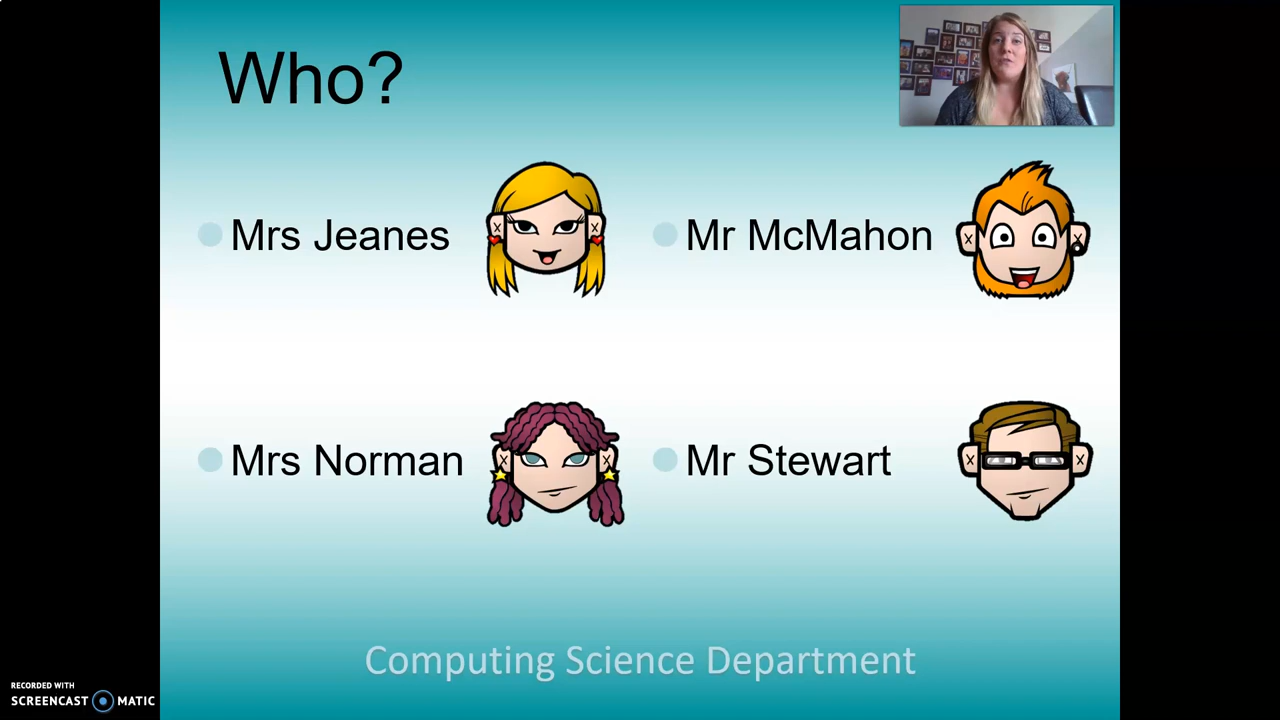 Who?
Mrs Jeanes
Mr McMahon
Mrs Norman
Mr Stewart
Computing Science Department
RECORDED WITH
SCREENCAST MATIC